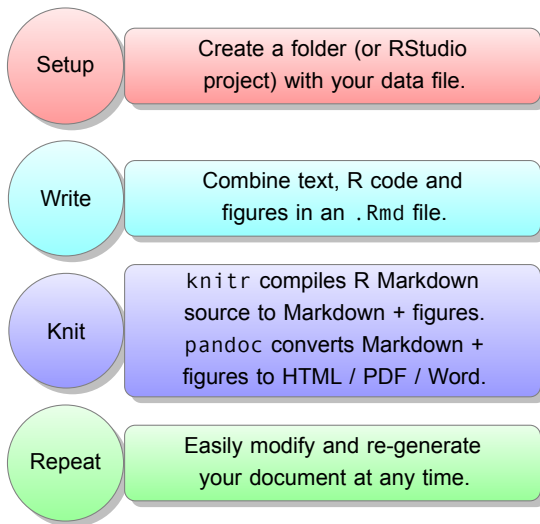 Setup
Create a folder (or RStudio
project) with your data file.
Write
Combine text, R code and
figures in an .Rmd file.
Knit
knitr compiles R Markdown
source to Markdown + figures.
pandoc converts Markdown +
figures to HTML / PDF / Word.
Repeat
Easily modify and re-generate
your document at any time.